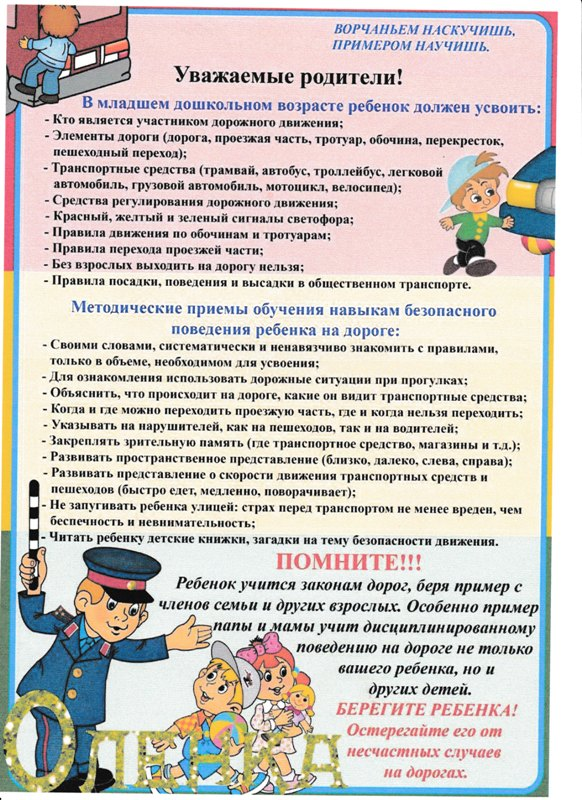 ВОРЧАНЬЕМ НАСКУЧИШЬ,
ПРИМЕРОМ НАУЧИШЬ.
Уважаемые родители!
В младшем дошкольном возрасте ребенок должен усвоить:
- Кто является участником дорожного движения;
- Элементы дороги (дорога, проезжая часть, тротуар, обочина, перекресток,
пешеходный переход);
- Транспортные средства (трамвай, автобус, троллейбус, легковой
автомобиль, грузовой автомобиль, мотоцикл, велосипед);
- Средства регулирования дорожного движения;
- Красный, желтый и зеленый сигналы светофора;
- Правила движения по обочинам и тротуарам;
- Правила перехода проезжей части;
- Без взрослых выходить на дорогу нельзя;
- Правила посадки, поведения и высадки в общественном транспорте.
Методические приемы обучения навыкам безопасного
поведения ребенка на дороге:
- Своими словами, систематически и ненавязчиво знакомить с правилами,
только в объеме, необходимом для усвоения;
- Для ознакомления использовать дорожные ситуации при прогулках;
- Объяснить, что происходит на дороге, какие он видит транспортные средства;
- Когда и где можно переходить проезжую часть, где и когда нельзя переходить;
- Указывать на нарушителей, как на пешеходов, так и на водителей;
- Закреплять зрительную память (где транспортное средство, магазины и т.д.);
- Развивать пространственное представление (близко, далеко, слева, справа);
- Развивать представление о скорости движения транспортных средств и
пешеходов (быстро едет, медленно, поворачивает);
- Не запугивать ребенка улицей: страх перед транспортом не менее вреден, чем
беспечность и невнимательность;
- Читать ребенку детские книжки, загадки на тему безопасности движения.
ПОМНИТЕ!!!
Ребенок учится законам дорог, беря пример с
членов семьи и других взрослых. Особенно пример
папы и мамы учит дисциплинированному
поведению на дороге не только
вашего ребенка, но и
других детей.
БЕРЕГИТЕ РЕБЕНКА!
Остерегайте его от
несчастных случаев
на дорогах.
Оленка